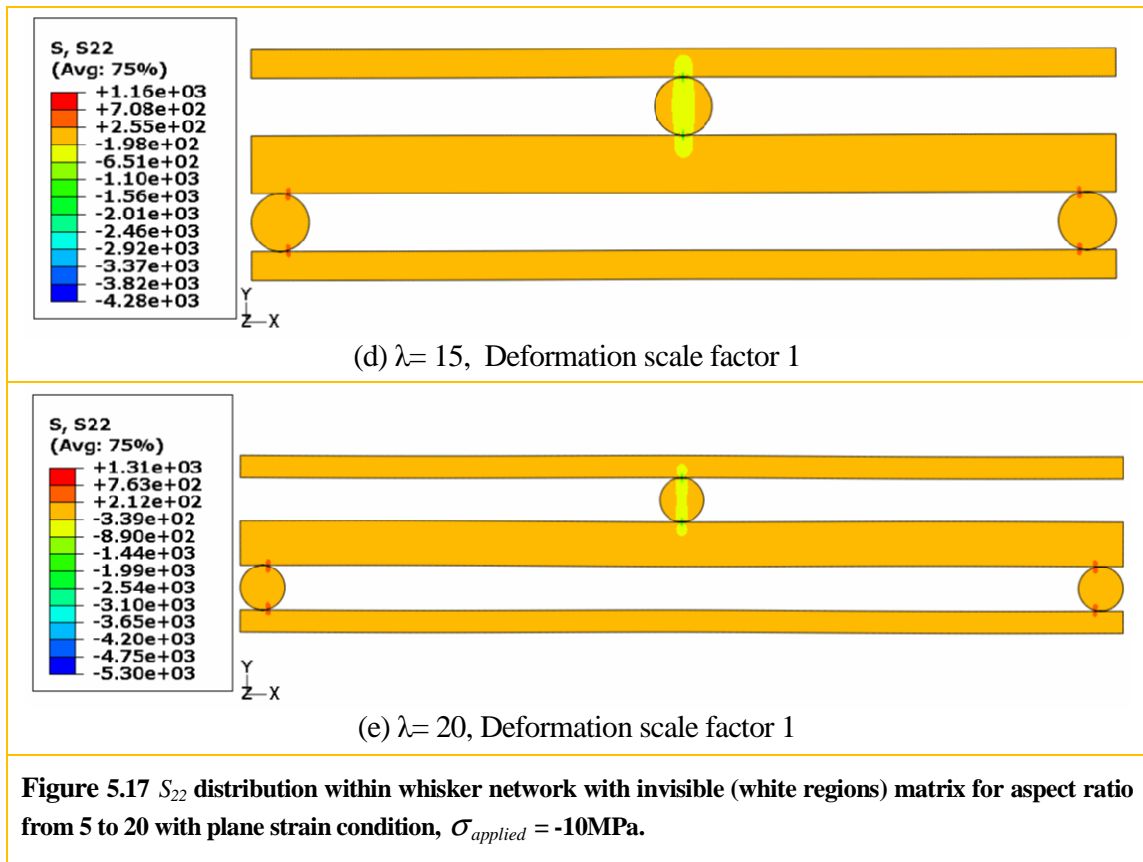 S, S22
(Avg: 75%)
+1.16e+03
+7.08e+02
+2.55e+02
-1.98e+02
-6.51e+02
-1.10e+03
-1.56e+03
-2.01e+03
-2.46e+03
-2.92e+03
-3.37e+03
-3.82e+03
-4.28e+03
Y
Z X
(d) λ= 15, Deformation scale factor 1
S, S22
(Avg: 75%)
+1.31e+03
+7.63e+02
+2.12e+02
-3.39e+02
-8.90e+02
-1.44e+03
-1.99e+03
-2.54e+03
-3.10e+03
-3.65e+03
-4.20e+03
-4.75e+03
-5.30e+03
Y
Z X
(e) λ= 20, Deformation scale factor 1
Figure 5.17 S22 distribution within whisker network with invisible (white regions) matrix for aspect ratio
from 5 to 20 with plane strain condition, σapplied = -10MPa.